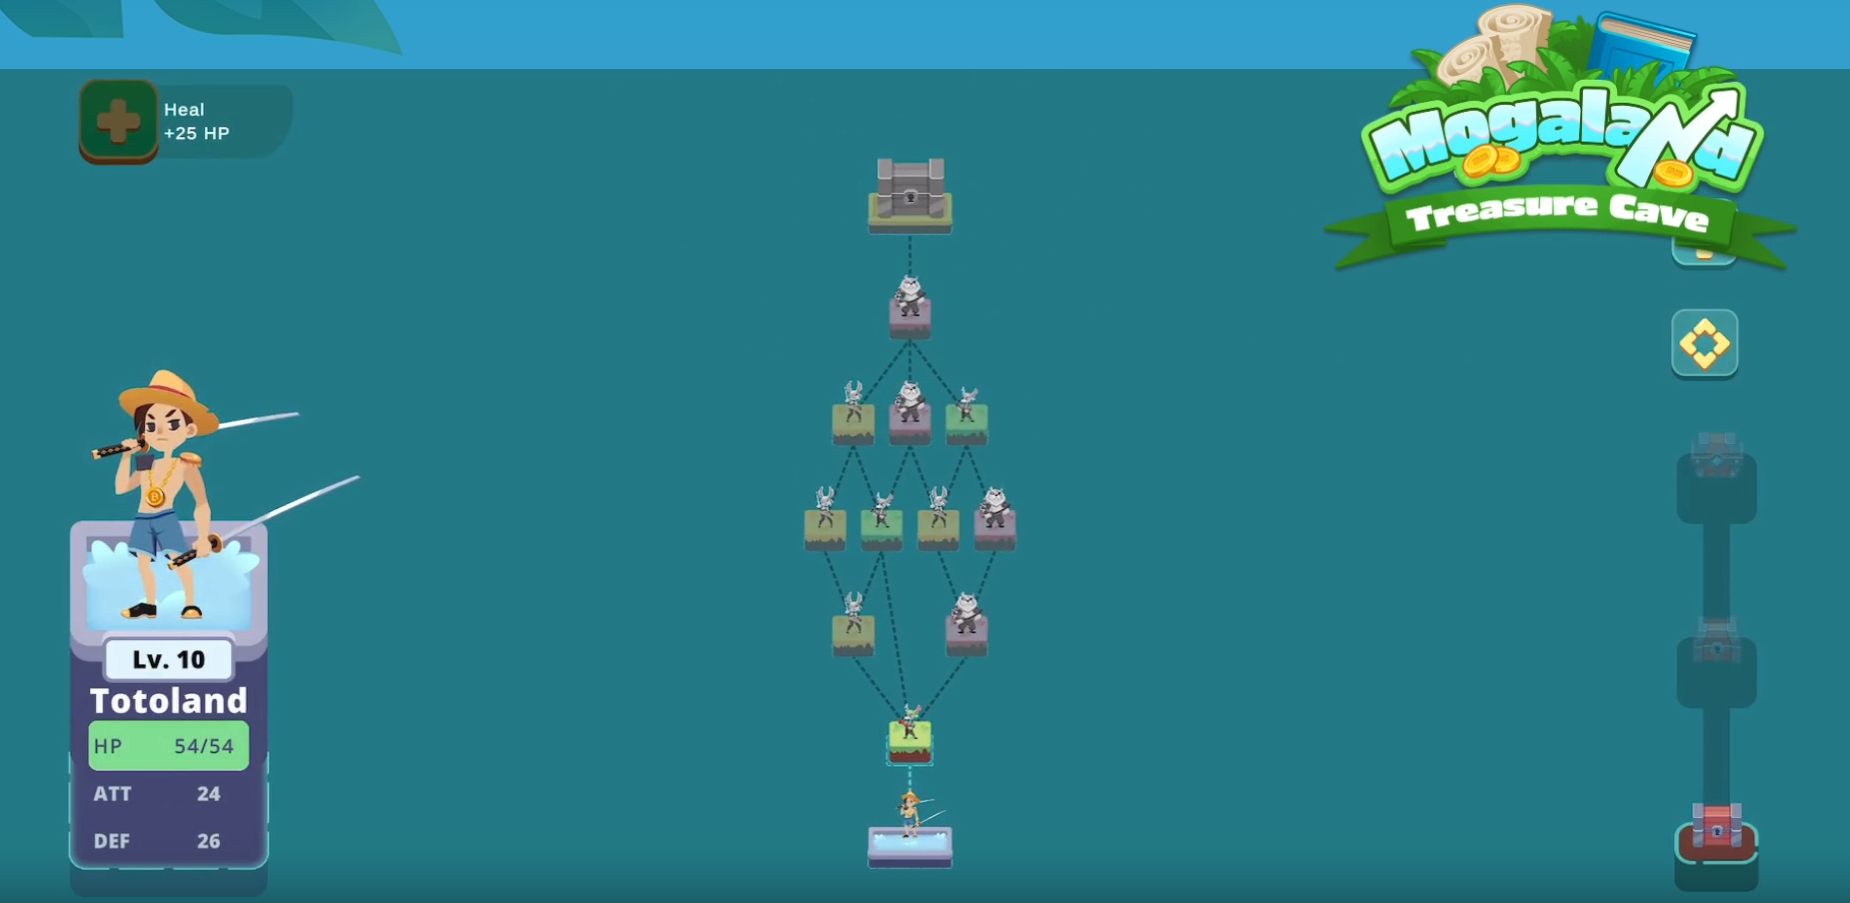 Heal
+25 HP
Mogaland
Treasure Cave
Lv. 10
Totoland
HP 54/54
ATT 24
DEF 26